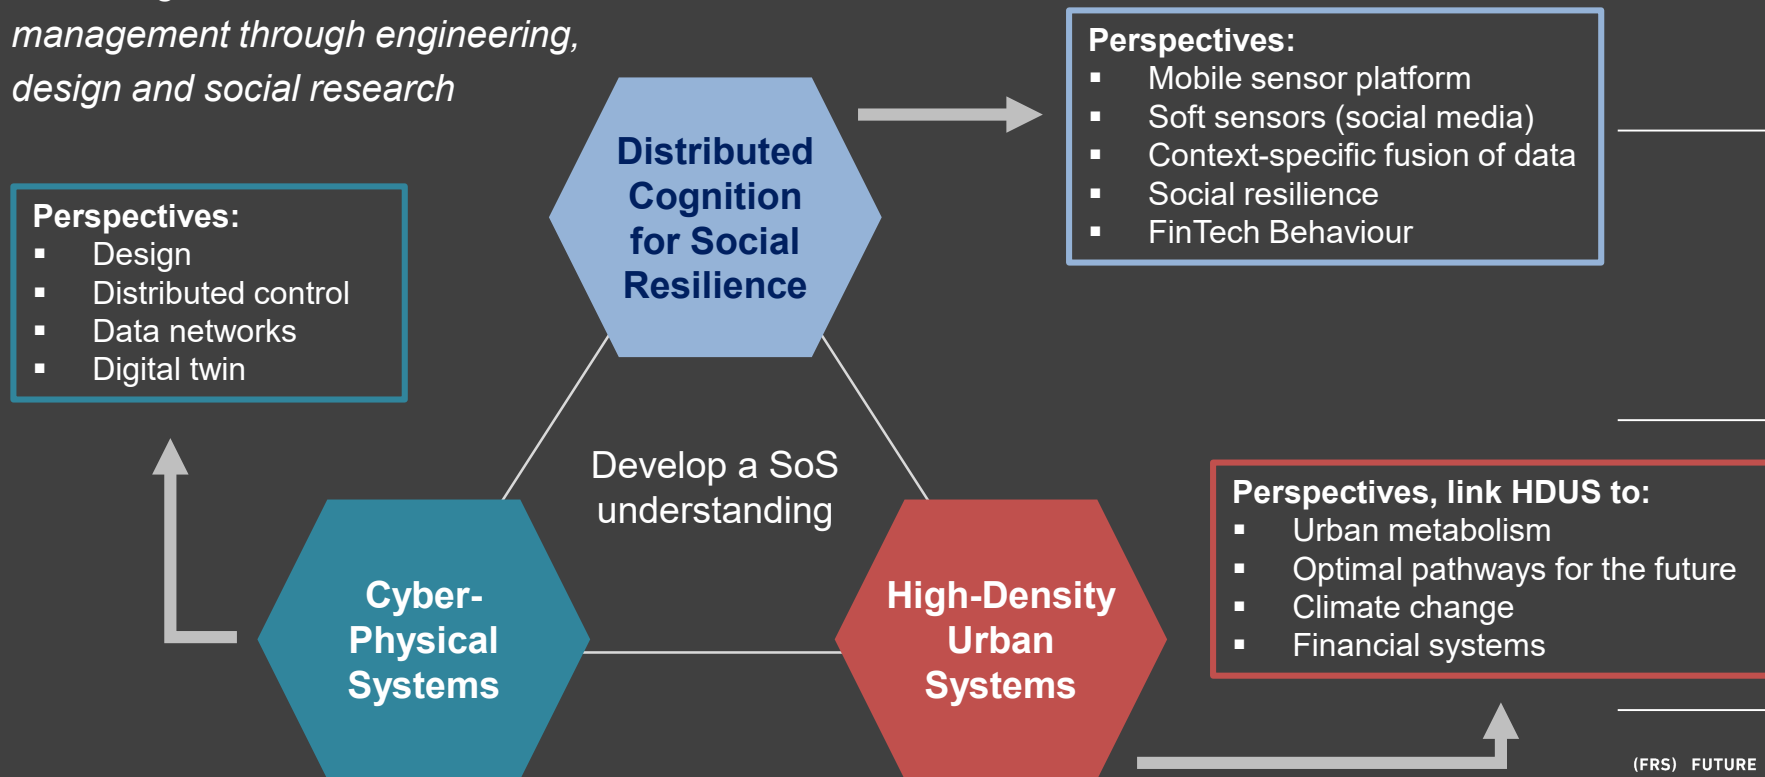 management through engineering,
design and social research
Distributed
Cognition
for Social
Resilience
Perspectives:
▪ Mobile sensor platform
▪ Soft sensors (social media)
▪ Context-specific fusion of data
▪ Social resilience
▪ FinTech Behaviour
Perspectives:
▪ Design
▪ Distributed control
▪ Data networks
▪ Digital twin
Develop a SoS
understanding
Cyber-
Physical
Systems
High-Density
Urban
Systems
Perspectives, link HDUS to:
▪ Urban metabolism
▪ Optimal pathways for the future
▪ Climate change
▪ Financial systems
(FRS) FUTURE